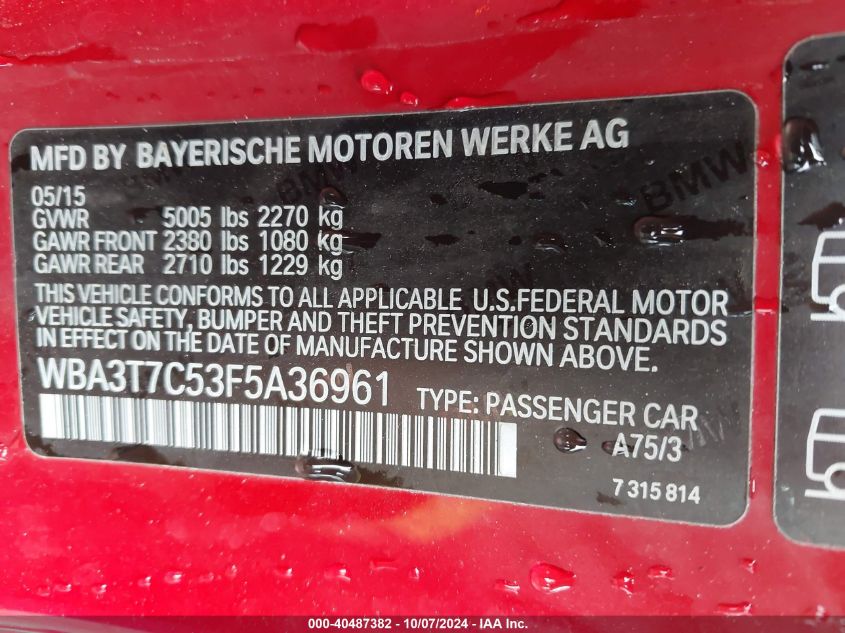 MFD BY BAYERISCHE MOTOREN WERKE AG
05/15
GVWR 5005 lbs 2270 kg
GAWR FRONT 2380 lbs 1080 kg
GAWR REAR 2710 lbs 1229 kg
THIS VEHICLE CONFORMS TO ALL APPLICABLE U.S.FEDERAL MOTOR
VEHICLE SAFETY, BUMPER AND THEFT PREVENTION STANDARDS
IN EFFECT ON THE DATE OF MANUFACTURE SHOWN ABOVE.
WBA3T7C53F5A36961 TYPE: PASSENGER CAR
A75/3
7 315 814
BMW
BMW
BMW
000-40487382 - 10/07/2024 - IAA Inc.